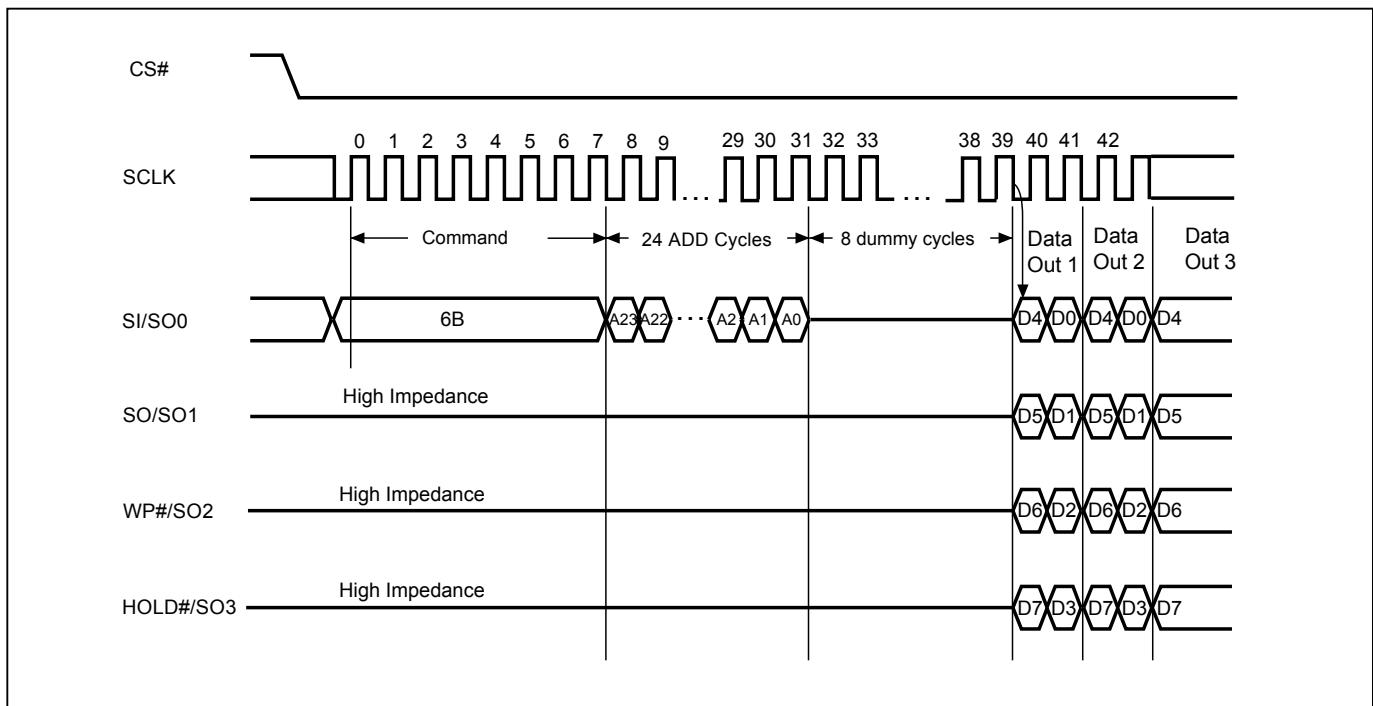 CS#
0 1 2 3 4 5 6 7 8 9 29 30 31 32 33 38 39 40 41 42
SCLK
Command 24 ADD Cycles 8 dummy cycles Data Out 1 Data Out 2 Data Out 3
SI/SO0 6B A23 A22 A2 A1 A0 D4 D0 D4 D0 D4
High Impedance
SO/SO1 D5 D1 D5 D1 D5
High Impedance
WP#/SO2 D6 D2 D6 D2 D6
High Impedance
HOLD#/SO3 D7 D3 D7 D3 D7